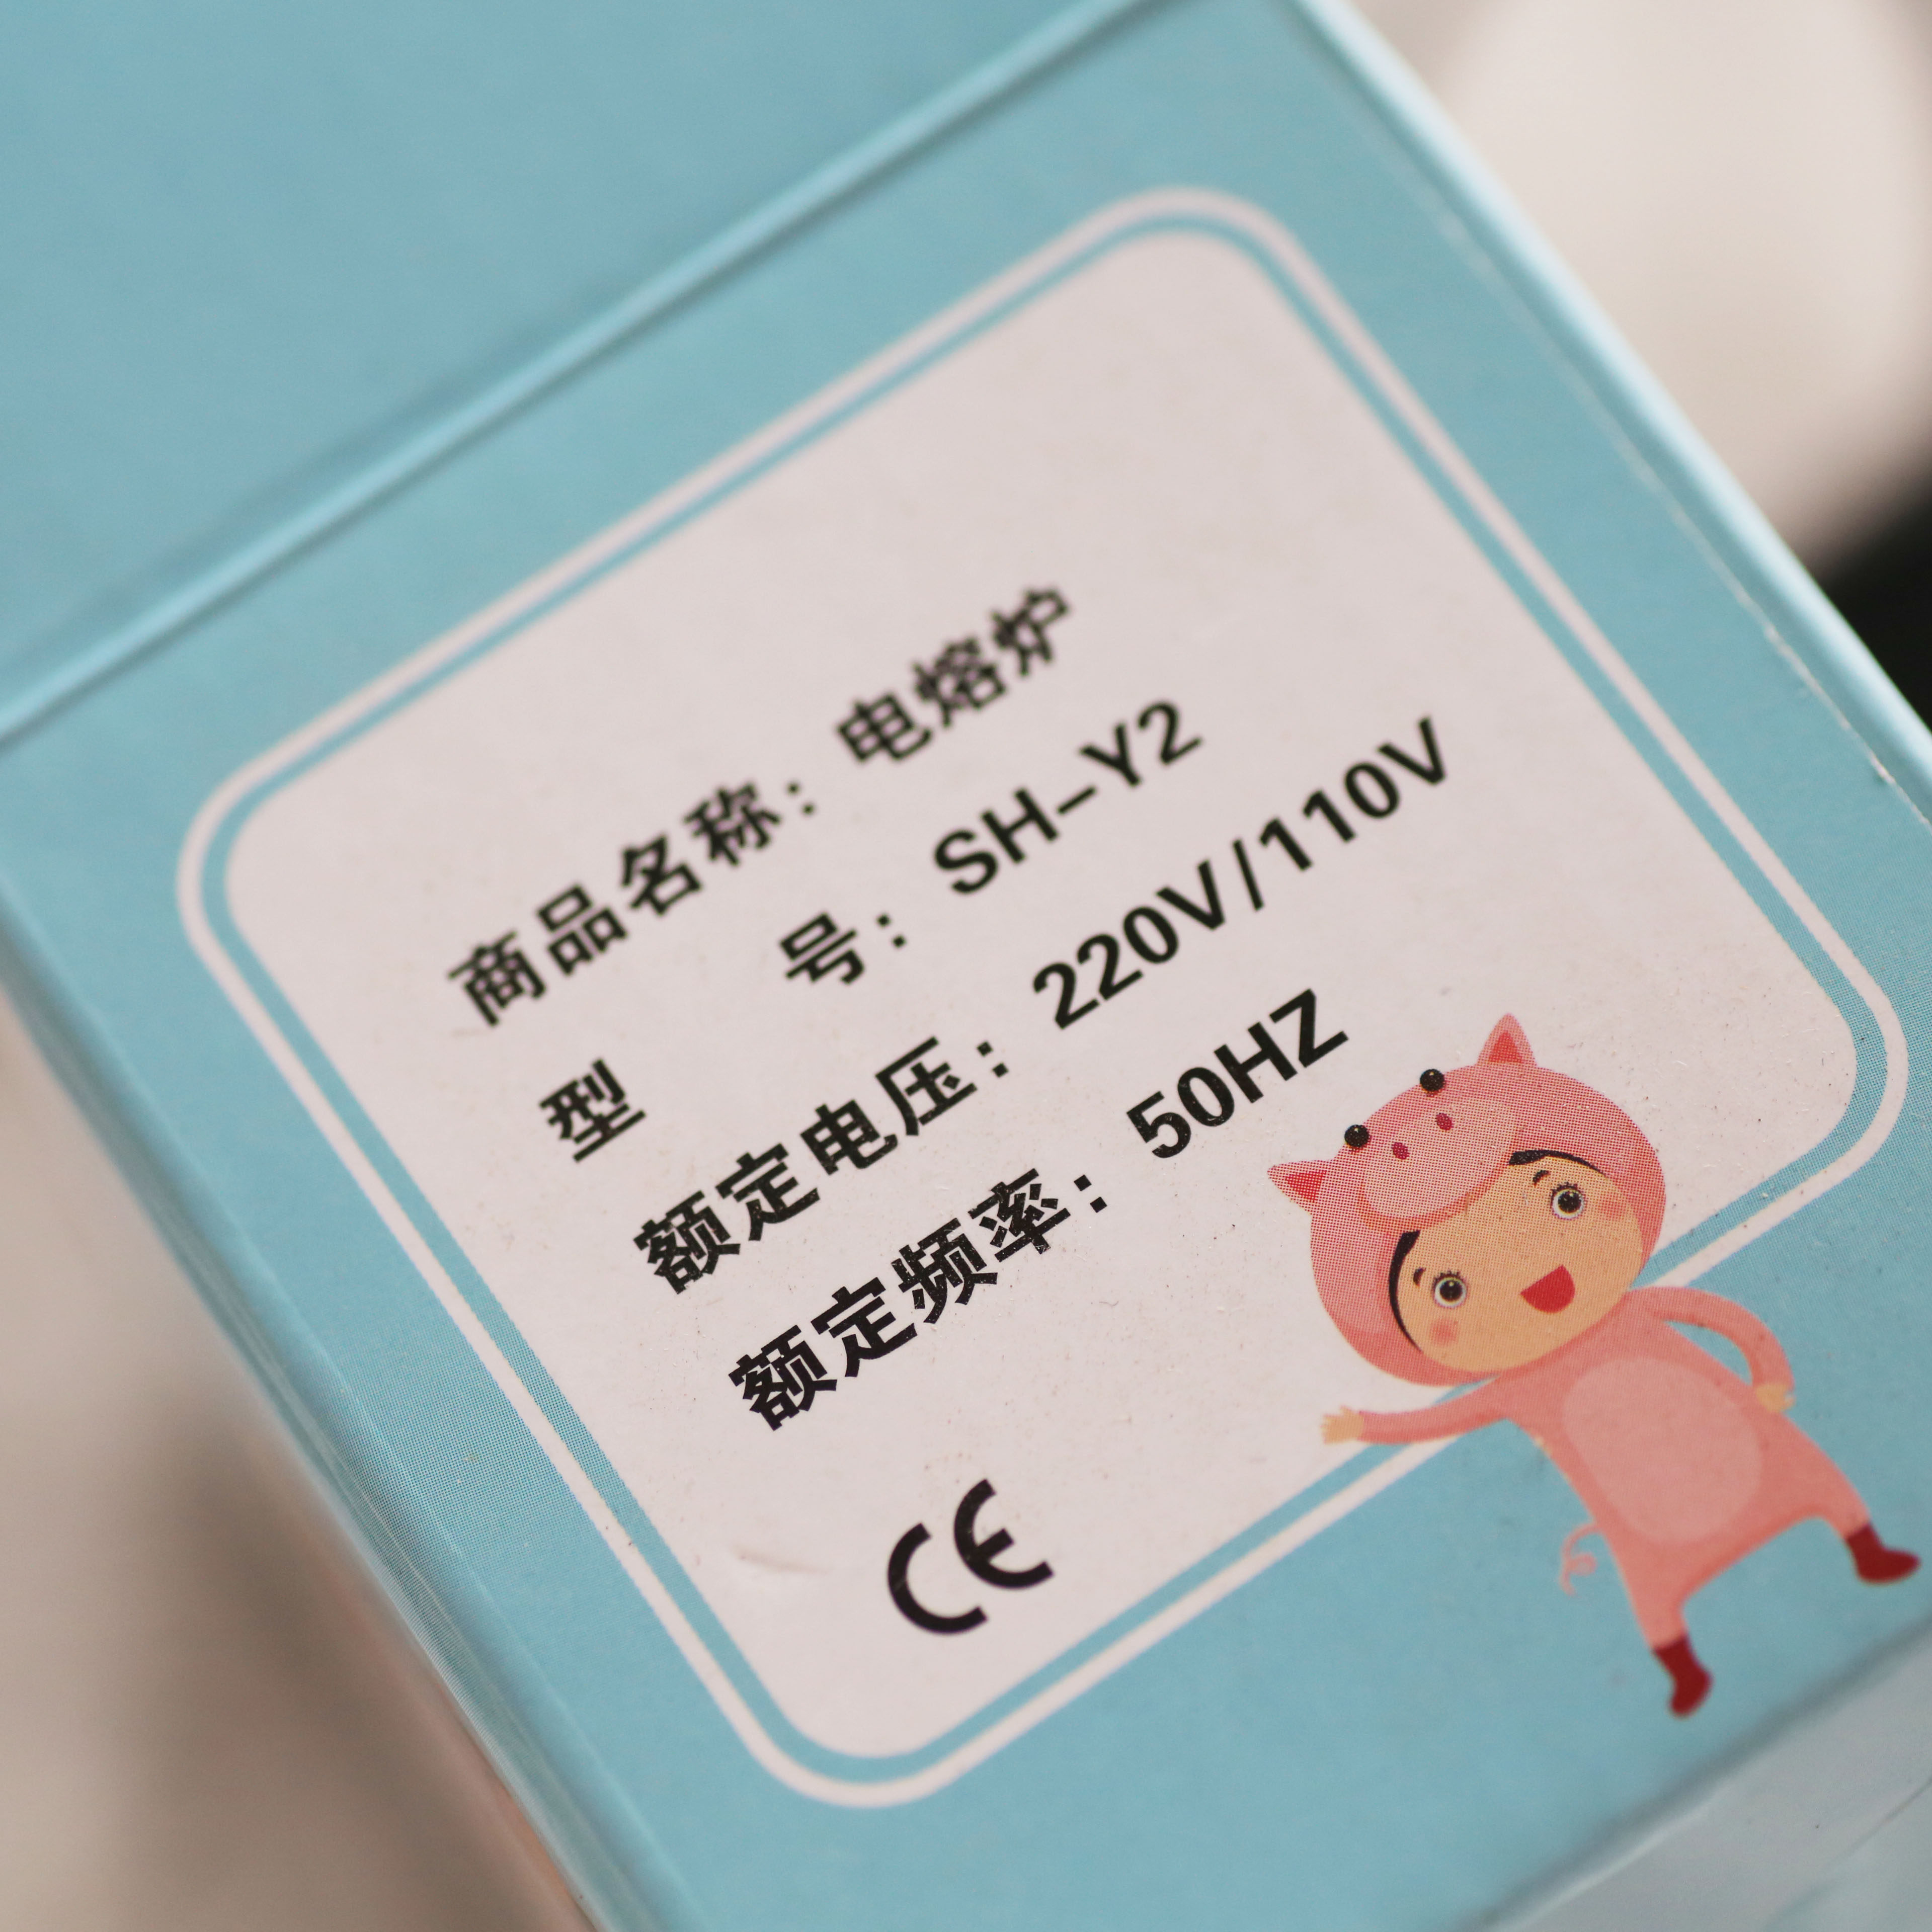 商品名称：电熔炉
型 号：SH-Y2
额定电压：220V/110V
额定频率：50HZ
CE